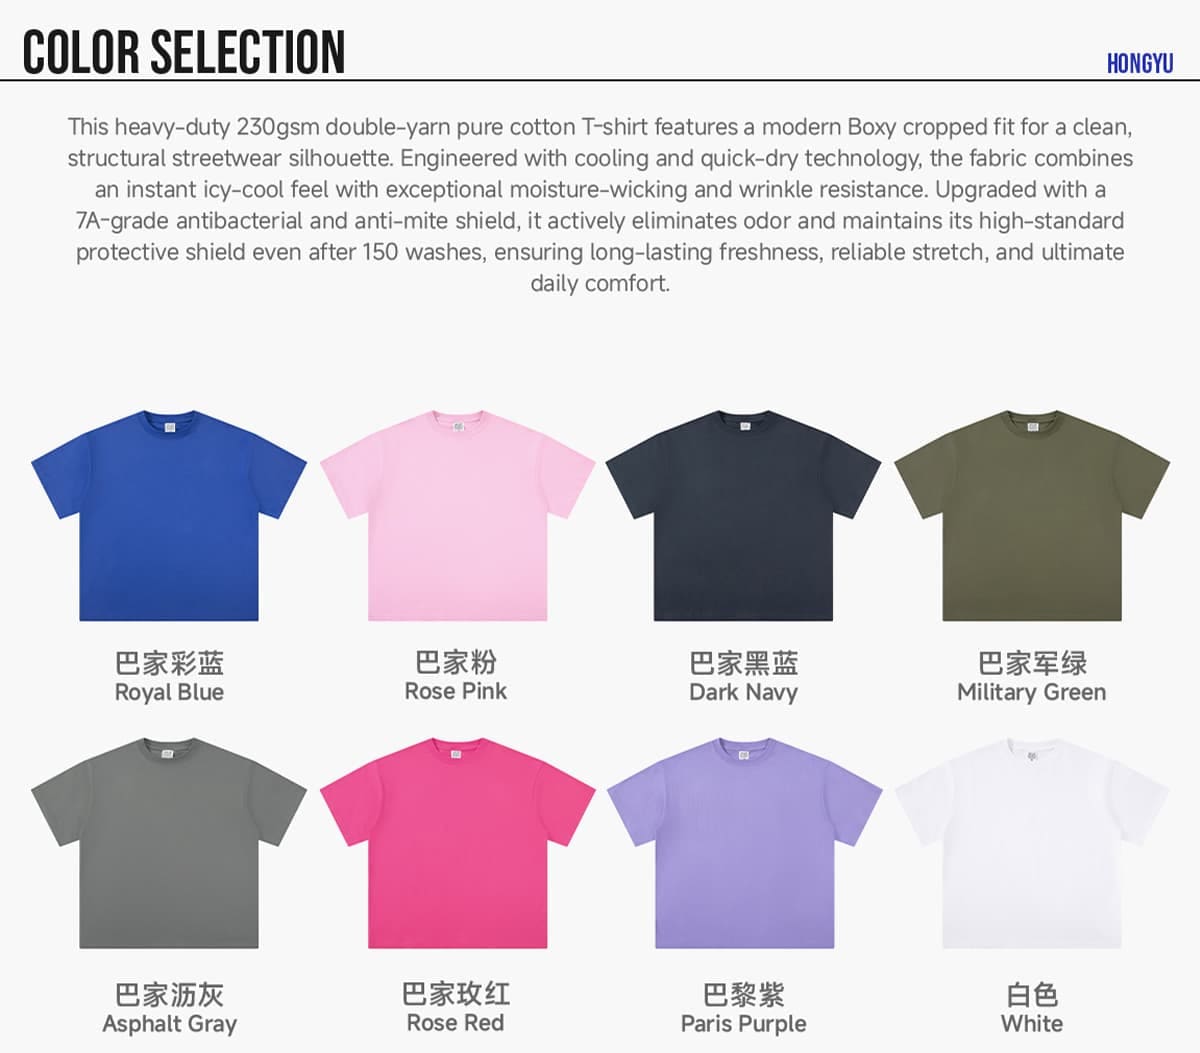 COLOR SELECTION
HONGYU
This heavy-duty 230gsm double-yarn pure cotton T-shirt features a modern Boxy cropped fit for a clean,
structural streetwear silhouette. Engineered with cooling and quick-dry technology, the fabric combines
an instant icy-cool feel with exceptional moisture-wicking and wrinkle resistance. Upgraded with a
7A-grade antibacterial and anti-mite shield, it actively eliminates odor and maintains its high-standard
protective shield even after 150 washes, ensuring long-lasting freshness, reliable stretch, and ultimate
daily comfort.
巴家彩蓝
Royal Blue
巴家粉
Rose Pink
巴家黑蓝
Dark Navy
巴家军绿
Military Green
巴家沥灰
Asphalt Gray
巴家玫红
Rose Red
巴黎紫
Paris Purple
白色
White